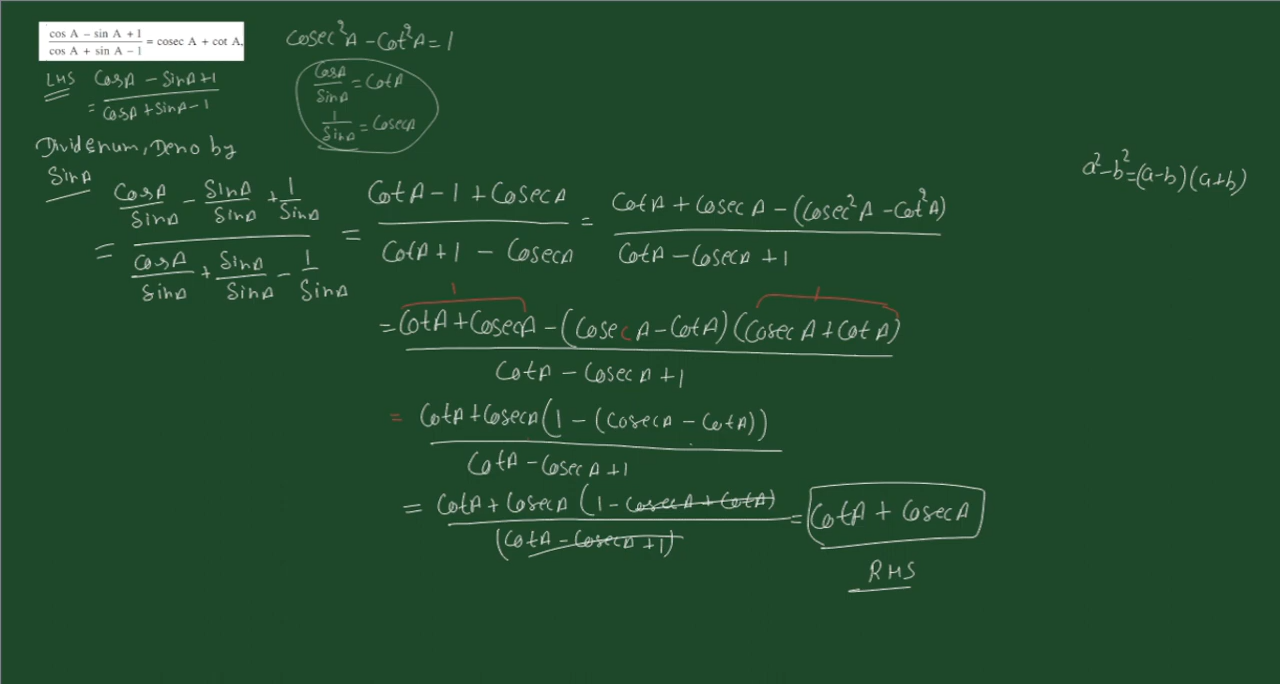 cos A − sin A + 1 / cos A + sin A − 1 = cosec A + cot A,
Cosec²A - Cot²A = 1
CosA / SinA = CotA
1 / SinA = CosecA
LHS CosA - SinA + 1
= CosA + SinA - 1
Divide num, Deno by
SinA
a² - b² = (a - b) (a + b)
CosA / SinA - SinA / SinA + 1 / SinA
= CosA / SinA + SinA / SinA - 1 / SinA
= CotA - 1 + CosecA / CotA + 1 - CosecA
= CotA + CosecA - (Cosec²A - Cot²A) / CotA - CosecA + 1
1 1
= CotA + CosecA - (CosecA - CotA) (CosecA + CotA)
CotA - CosecA + 1
= CotA + CosecA (1 - (CosecA - CotA))
CotA - CosecA + 1
= CotA + CosecA (1 - CosecA + CotA)
(CotA - CosecA + 1)
= CotA + CosecA
RHS